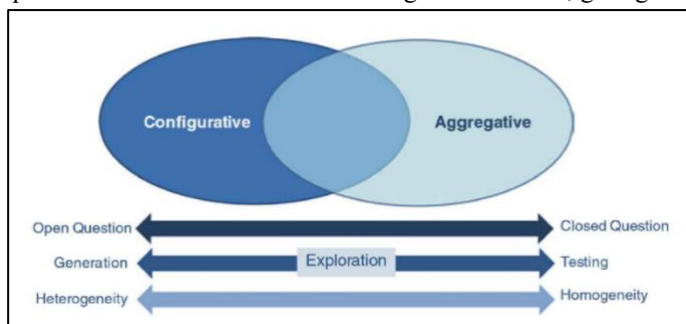 Configurative Aggregative
Open Question Closed Question
Generation Exploration Testing
Heterogeneity Homogeneity